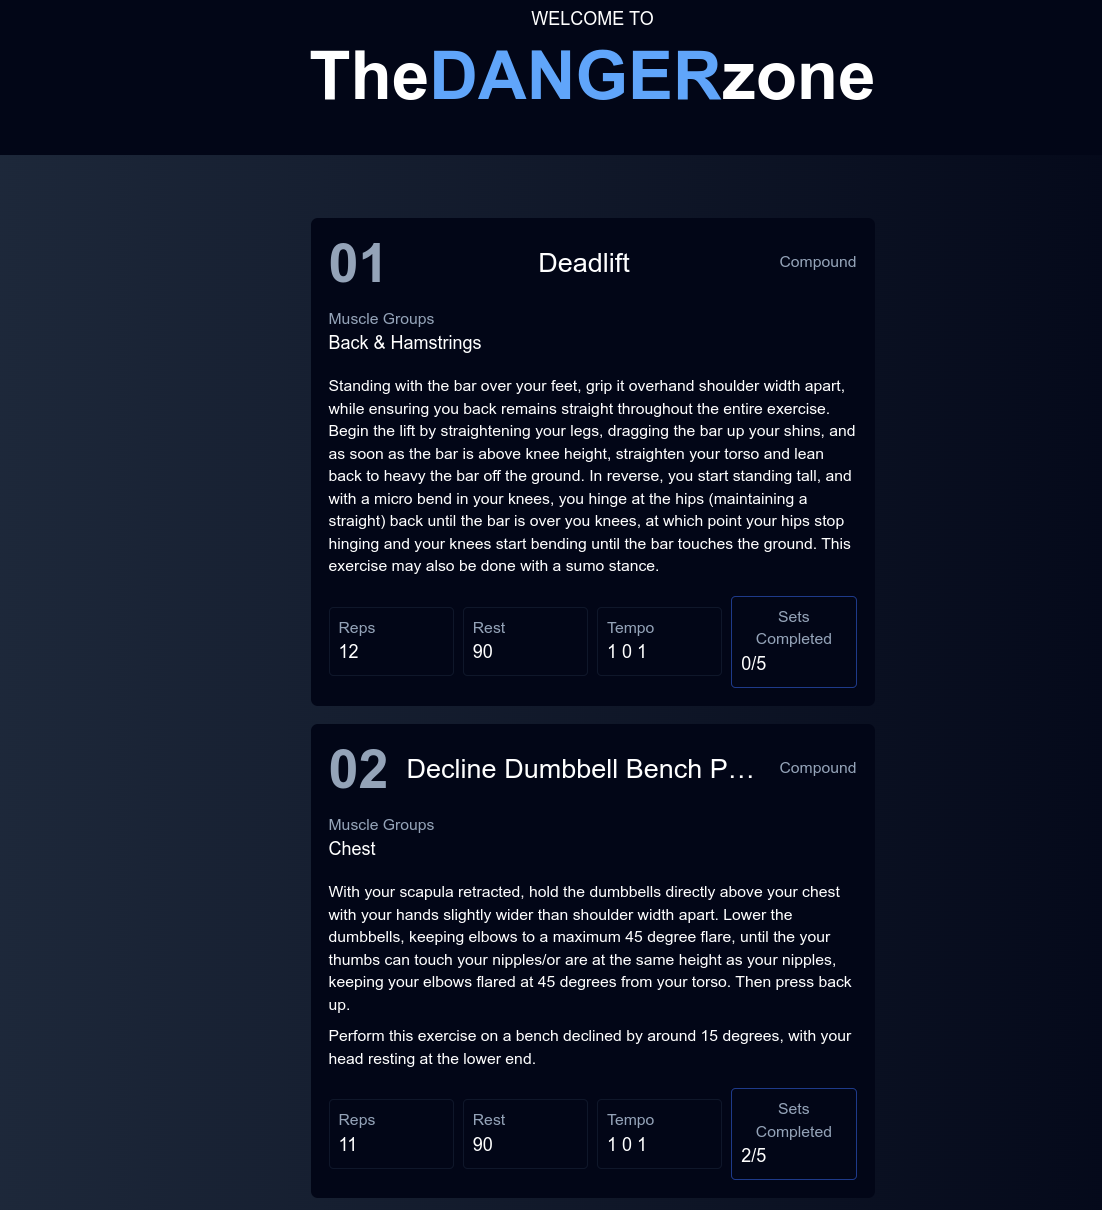 WELCOME TO
TheDANGERzone
01 Deadlift Compound
Muscle Groups
Back & Hamstrings
Standing with the bar over your feet, grip it overhand shoulder width apart,
while ensuring you back remains straight throughout the entire exercise.
Begin the lift by straightening your legs, dragging the bar up your shins, and
as soon as the bar is above knee height, straighten your torso and lean
back to heavy the bar off the ground. In reverse, you start standing tall, and
with a micro bend in your knees, you hinge at the hips (maintaining a
straight) back until the bar is over you knees, at which point your hips stop
hinging and your knees start bending until the bar touches the ground. This
exercise may also be done with a sumo stance.
Reps
12
Rest
90
Tempo
1 0 1
Sets
Completed
0/5
02 Decline Dumbbell Bench P... Compound
Muscle Groups
Chest
With your scapula retracted, hold the dumbbells directly above your chest
with your hands slightly wider than shoulder width apart. Lower the
dumbbells, keeping elbows to a maximum 45 degree flare, until the your
thumbs can touch your nipples/or are at the same height as your nipples,
keeping your elbows flared at 45 degrees from your torso. Then press back
up.
Perform this exercise on a bench declined by around 15 degrees, with your
head resting at the lower end.
Reps
11
Rest
90
Tempo
1 0 1
Sets
Completed
2/5